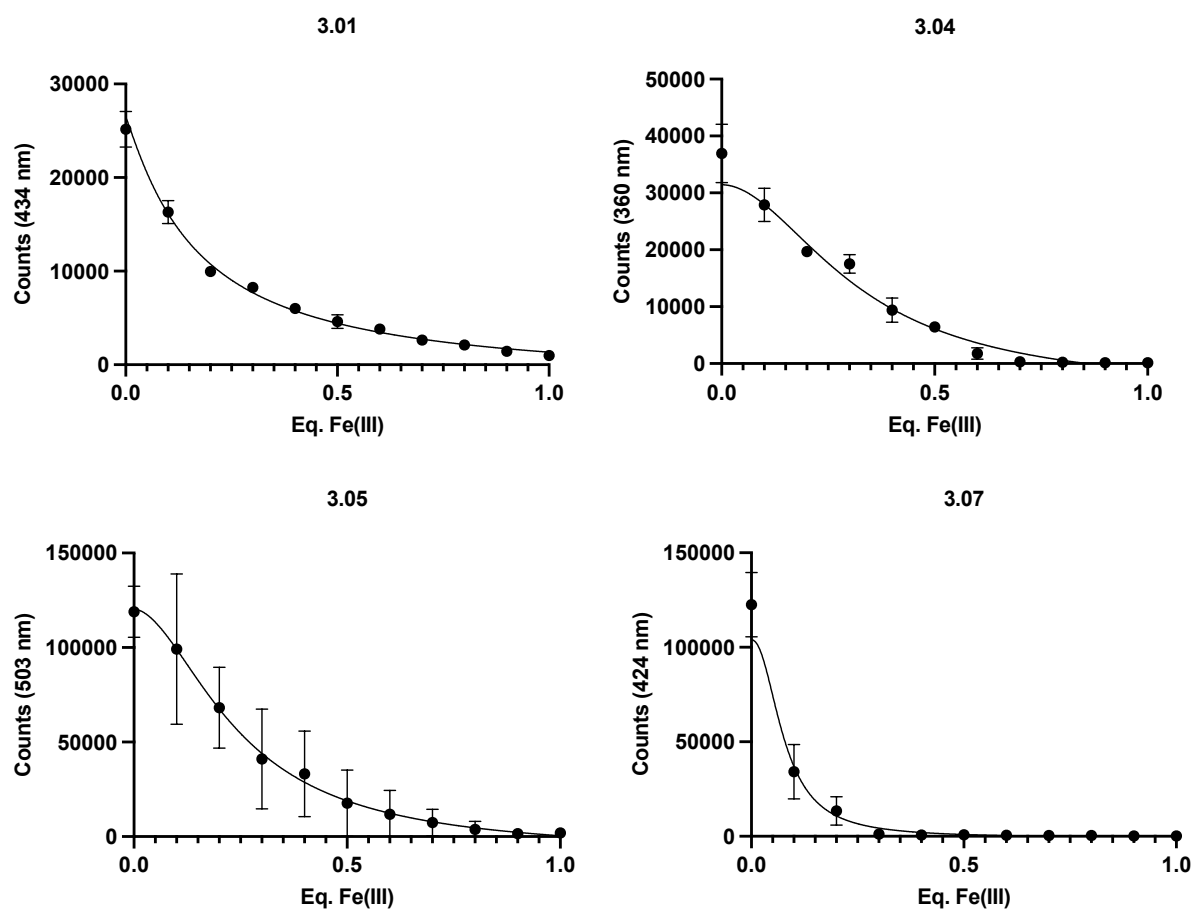 3.01
30000
20000
10000
0
Counts (434 nm)
0.0 0.5 1.0
Eq. Fe(III)
3.04
50000
40000
30000
20000
10000
0
Counts (360 nm)
0.0 0.5 1.0
Eq. Fe(III)
3.05
150000
100000
50000
0
Counts (503 nm)
0.0 0.5 1.0
Eq. Fe(III)
3.07
150000
100000
50000
0
Counts (424 nm)
0.0 0.5 1.0
Eq. Fe(III)